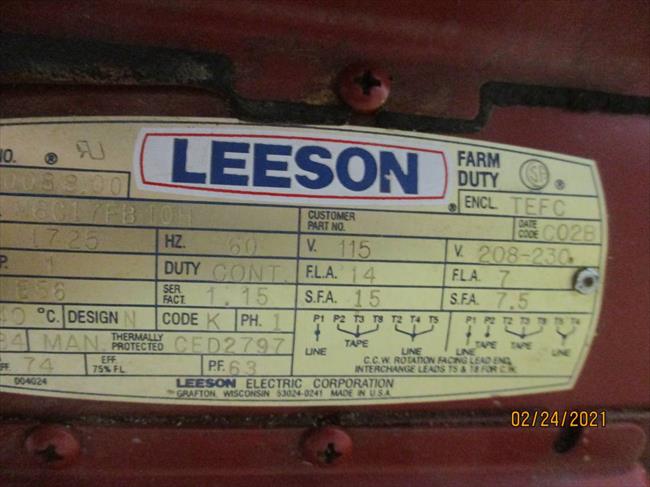 NO. ® LEESON ® FARM DUTY ®
ENCL. TEFC
CUSTOMER PART NO. DATE CODE C02B
1725 HZ. 60 V. 115 V. 208-230
P. 1 DUTY CONT. F.L.A. 14 F.L.A. 7
SER. FACT. 1.15 S.F.A. 15 S.F.A. 7.5
°C. DESIGN N CODE K PH. 1
MAN. THERMALLY PROTECTED CED2797
FF. 74 EFF. 75% F.L. P.F. 63
004024
P1 P2 T3 T8 T2 T4 T5 P1 P2 T2 T3 T8 T5 T4
LINE TAPE LINE LINE TAPE LINE
C.C.W. ROTATION FACING LEAD END,
INTERCHANGE LEADS T5 & T8 FOR C.W.
LEESON ELECTRIC CORPORATION
GRAFTON, WISCONSIN 53024-0241 MADE IN U.S.A.
02/24/2021